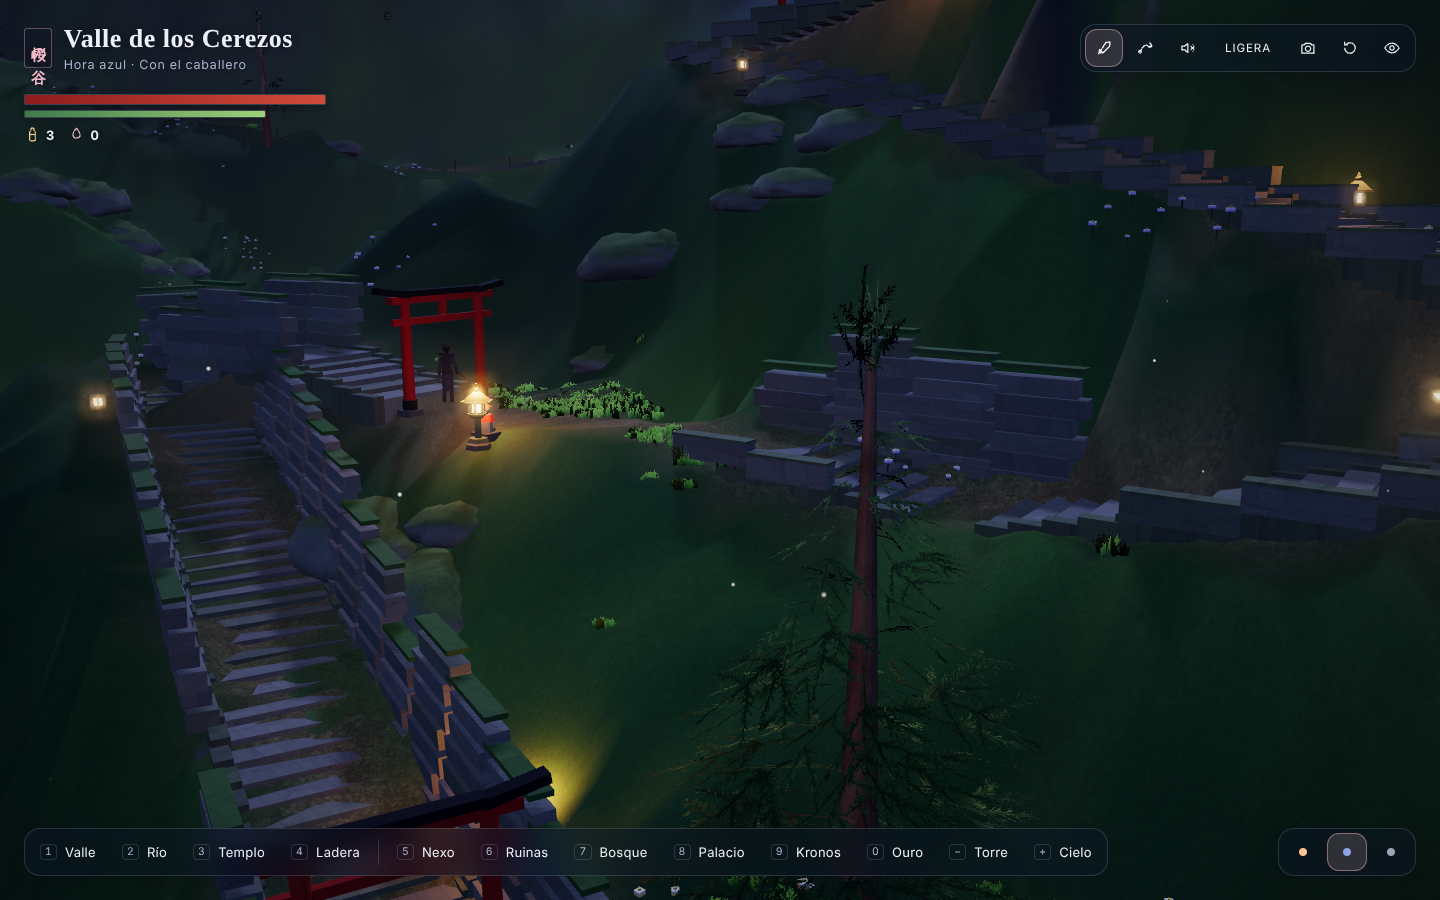 Valle de los Cerezos
Hora azul · Con el caballero
谷
3 0
LIGERA
1 Valle 2 Río 3 Templo 4 Ladera 5 Nexo 6 Ruinas 7 Bosque 8 Palacio 9 Kronos 0 Ouro − Torre + Cielo